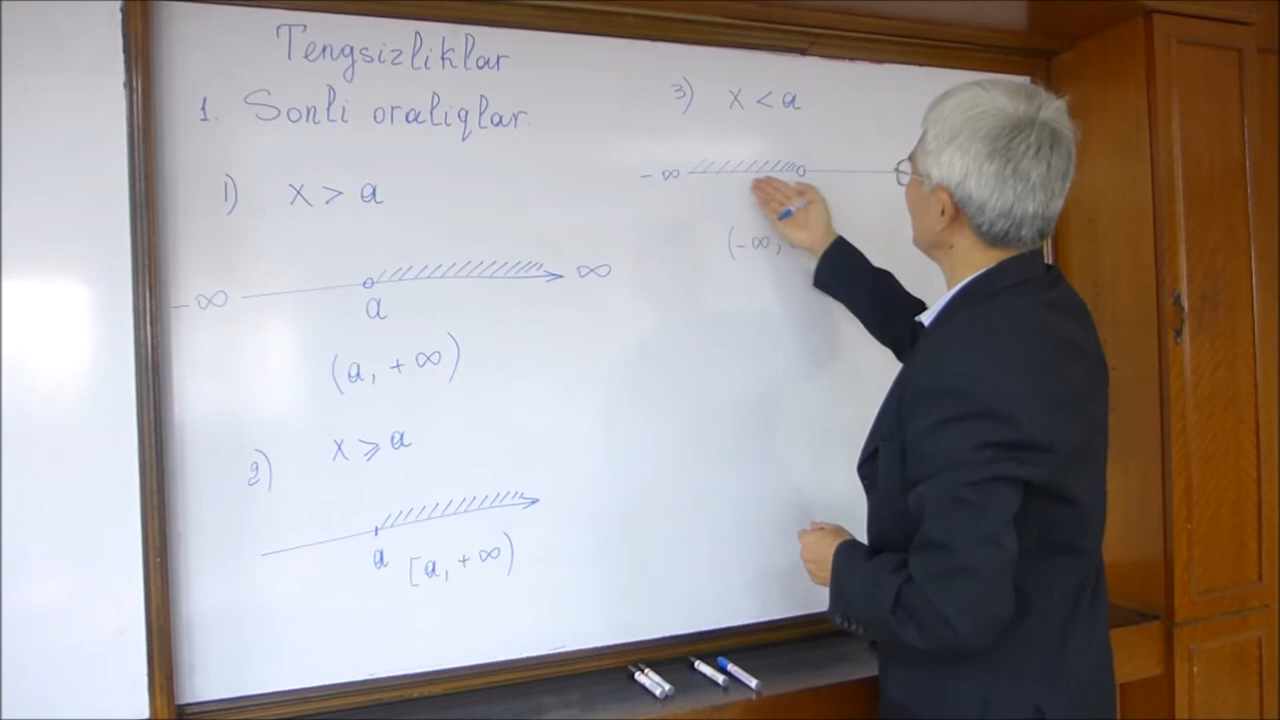 Tengsizliklar
1. Sonli oraliqlar.
1) x > a
- ∞ ∞
a
(a, + ∞)
2) x ⩾ a
a [a, + ∞)
3) x < a
- ∞
(- ∞,